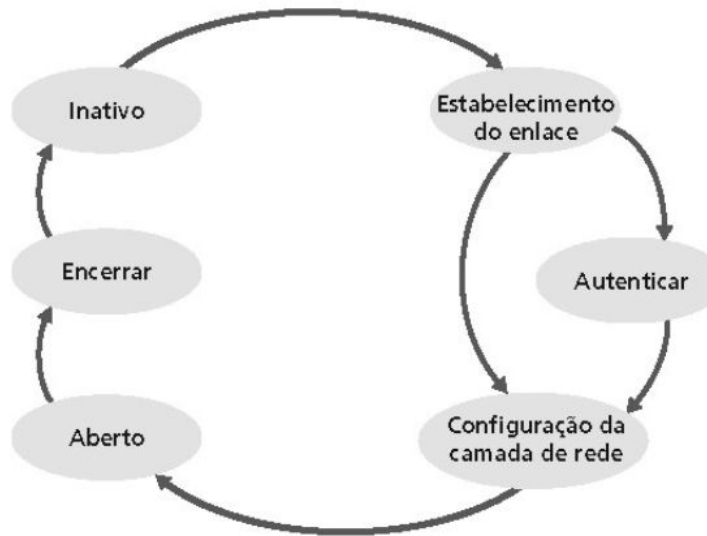 Inativo
Estabelecimento
do enlace
Encerrar
Autenticar
Aberto
Configuração da
camada de rede